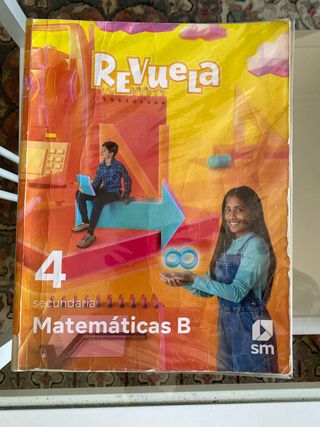 REVUELA
4
secundaria
Matemáticas B
sm